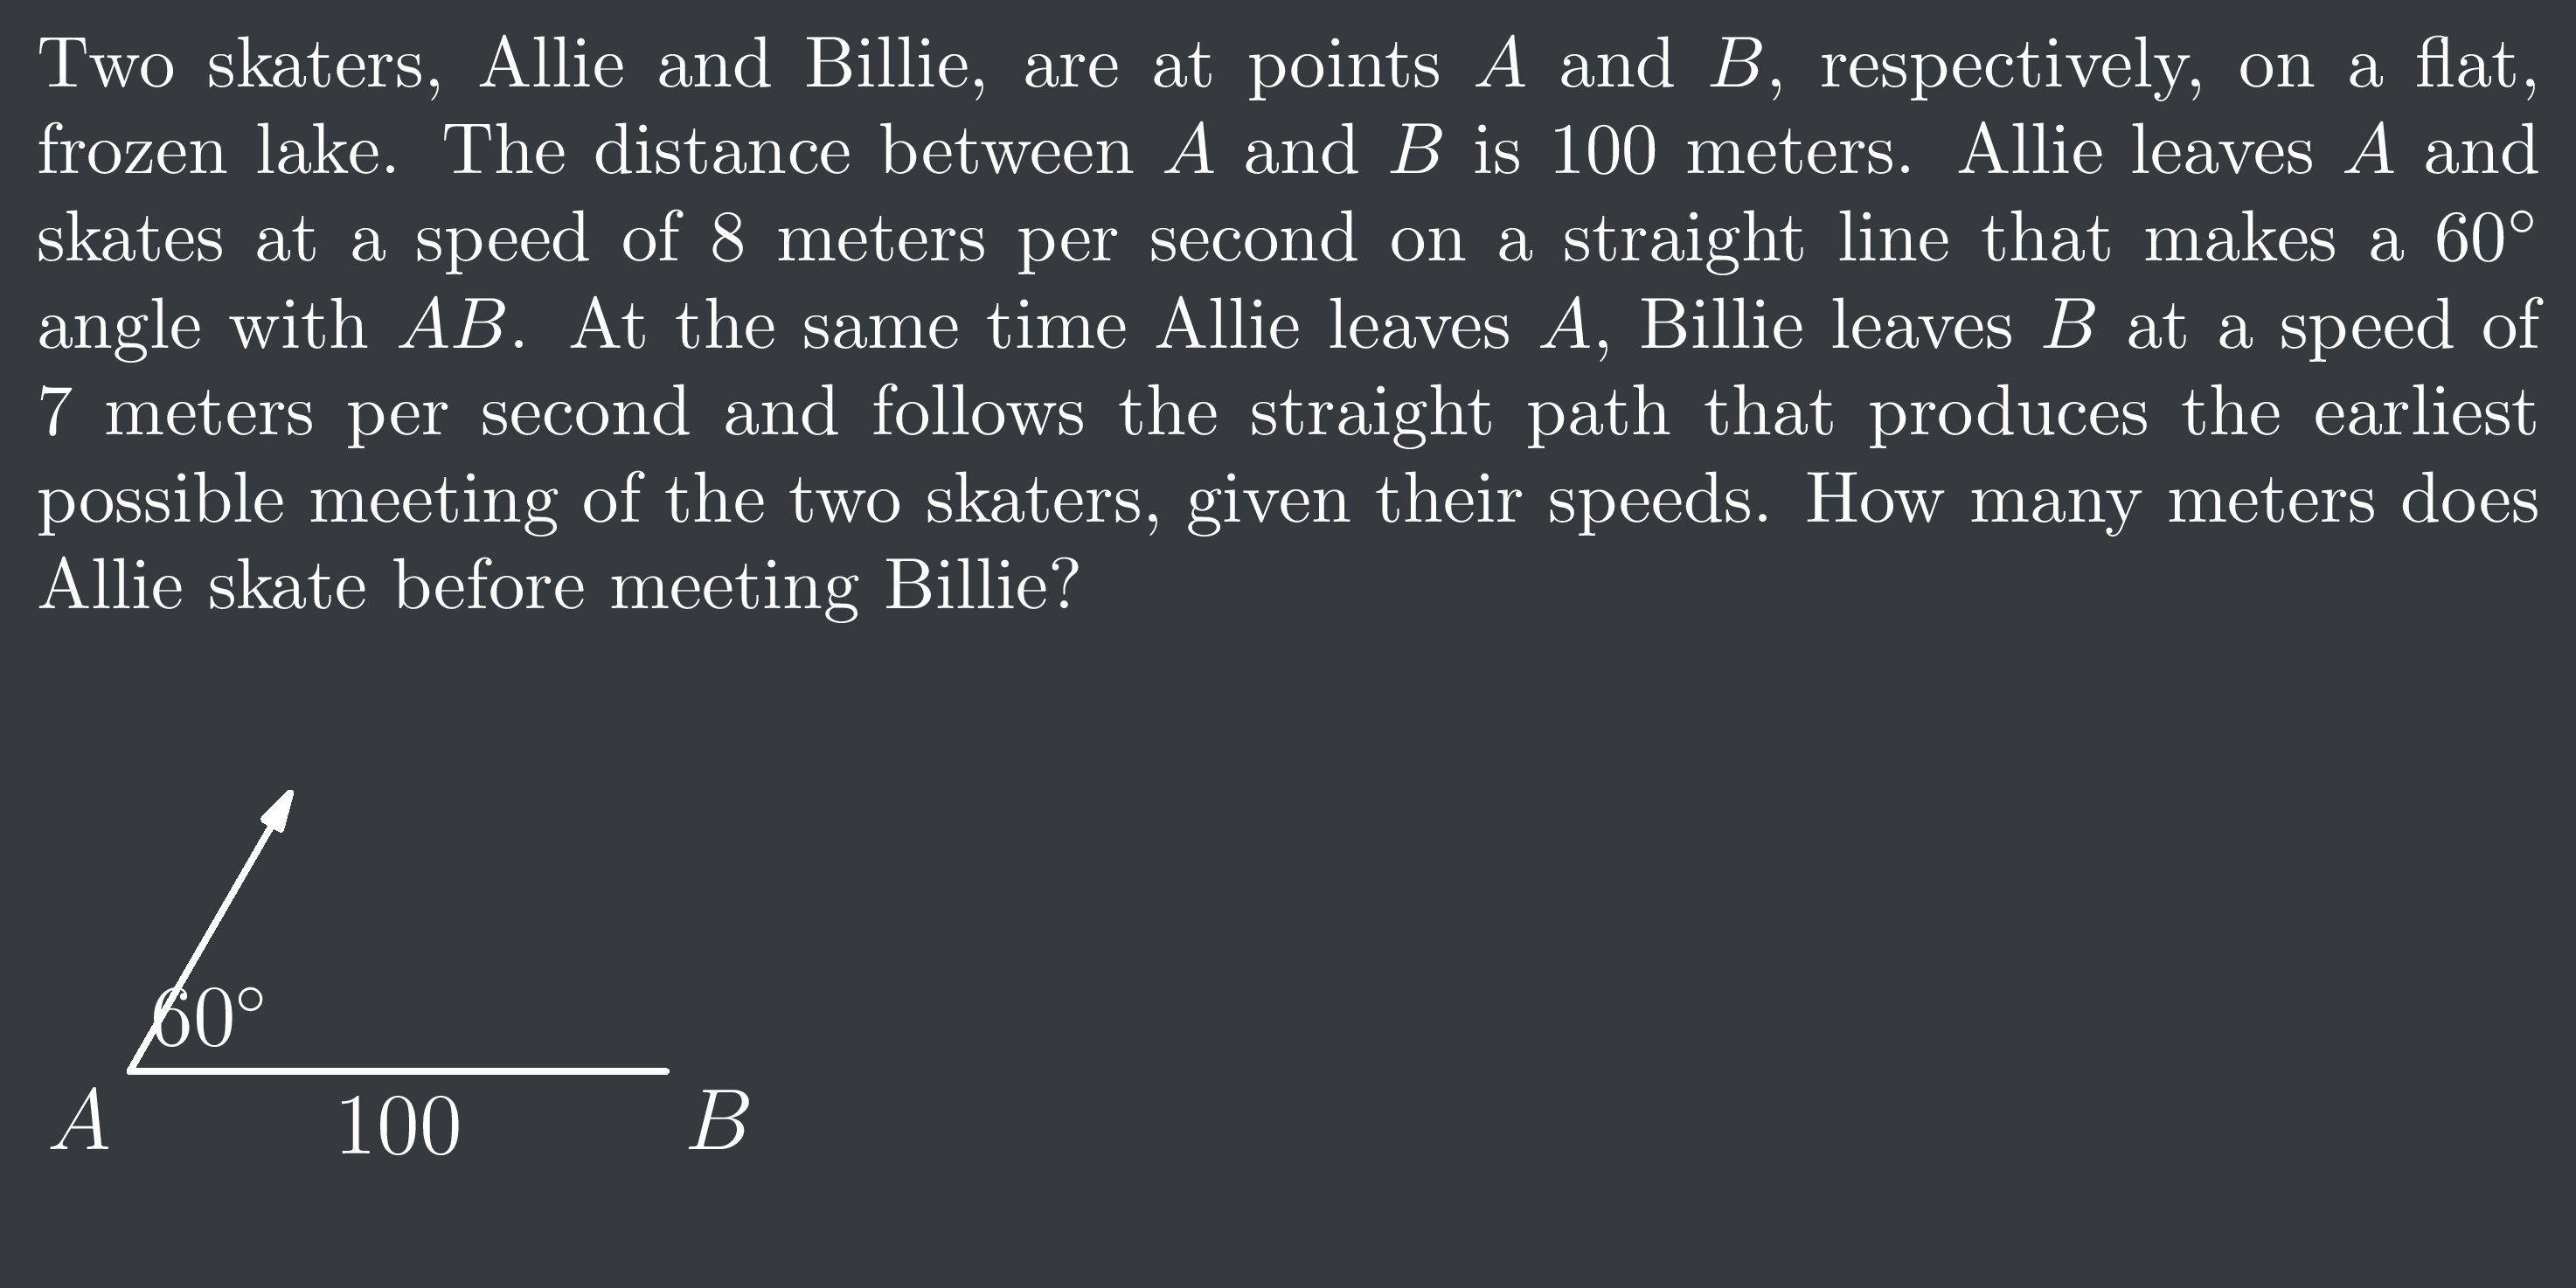 Two skaters, Allie and Billie, are at points A and B, respectively, on a flat,
frozen lake. The distance between A and B is 100 meters. Allie leaves A and
skates at a speed of 8 meters per second on a straight line that makes a 60°
angle with AB. At the same time Allie leaves A, Billie leaves B at a speed of
7 meters per second and follows the straight path that produces the earliest
possible meeting of the two skaters, given their speeds. How many meters does
Allie skate before meeting Billie?
60°
A
100
B